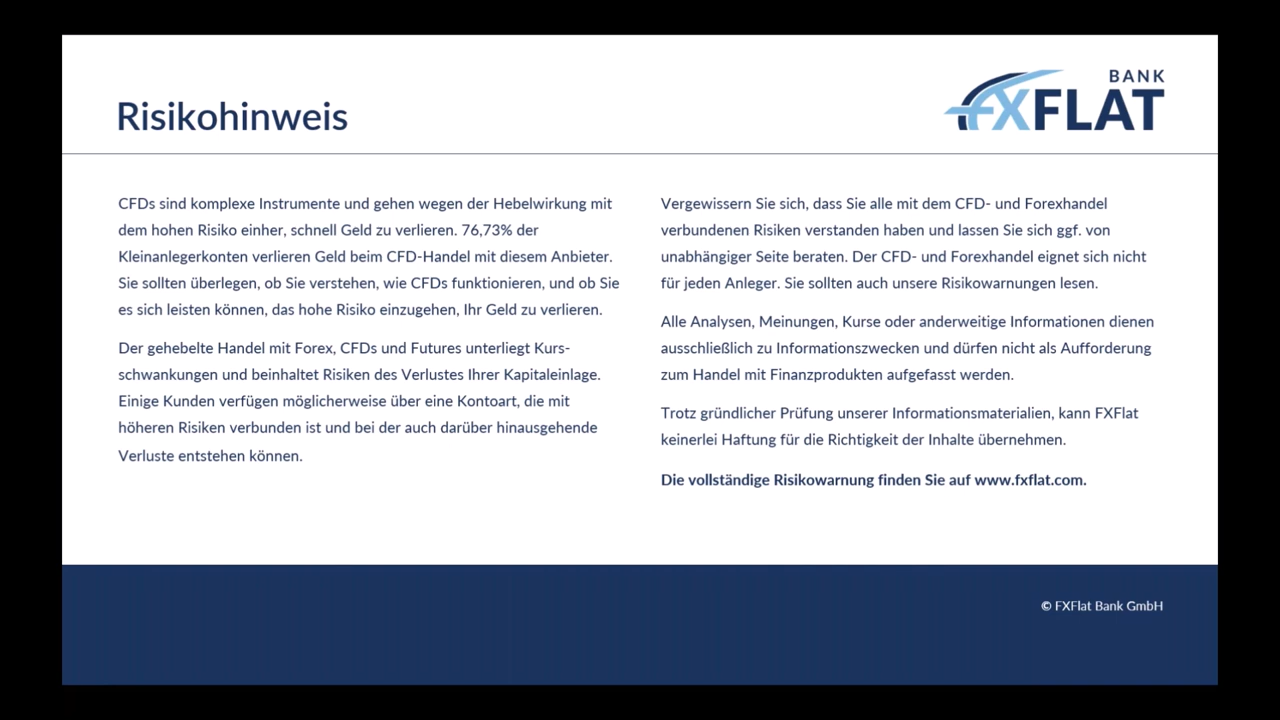 Risikohinweis
BANK
FXFLAT
CFDs sind komplexe Instrumente und gehen wegen der Hebelwirkung mit
dem hohen Risiko einher, schnell Geld zu verlieren. 76,73% der
Kleinanlegerkonten verlieren Geld beim CFD-Handel mit diesem Anbieter.
Sie sollten überlegen, ob Sie verstehen, wie CFDs funktionieren, und ob Sie
es sich leisten können, das hohe Risiko einzugehen, Ihr Geld zu verlieren.
Der gehebelte Handel mit Forex, CFDs und Futures unterliegt Kurs-
schwankungen und beinhaltet Risiken des Verlustes Ihrer Kapitaleinlage.
Einige Kunden verfügen möglicherweise über eine Kontoart, die mit
höheren Risiken verbunden ist und bei der auch darüber hinausgehende
Verluste entstehen können.
Vergewissern Sie sich, dass Sie alle mit dem CFD- und Forexhandel
verbundenen Risiken verstanden haben und lassen Sie sich ggf. von
unabhängiger Seite beraten. Der CFD- und Forexhandel eignet sich nicht
für jeden Anleger. Sie sollten auch unsere Risikowarnungen lesen.
Alle Analysen, Meinungen, Kurse oder anderweitige Informationen dienen
ausschließlich zu Informationszwecken und dürfen nicht als Aufforderung
zum Handel mit Finanzprodukten aufgefasst werden.
Trotz gründlicher Prüfung unserer Informationsmaterialien, kann FXFlat
keinerlei Haftung für die Richtigkeit der Inhalte übernehmen.
Die vollständige Risikowarnung finden Sie auf www.fxflat.com.
© FXFlat Bank GmbH